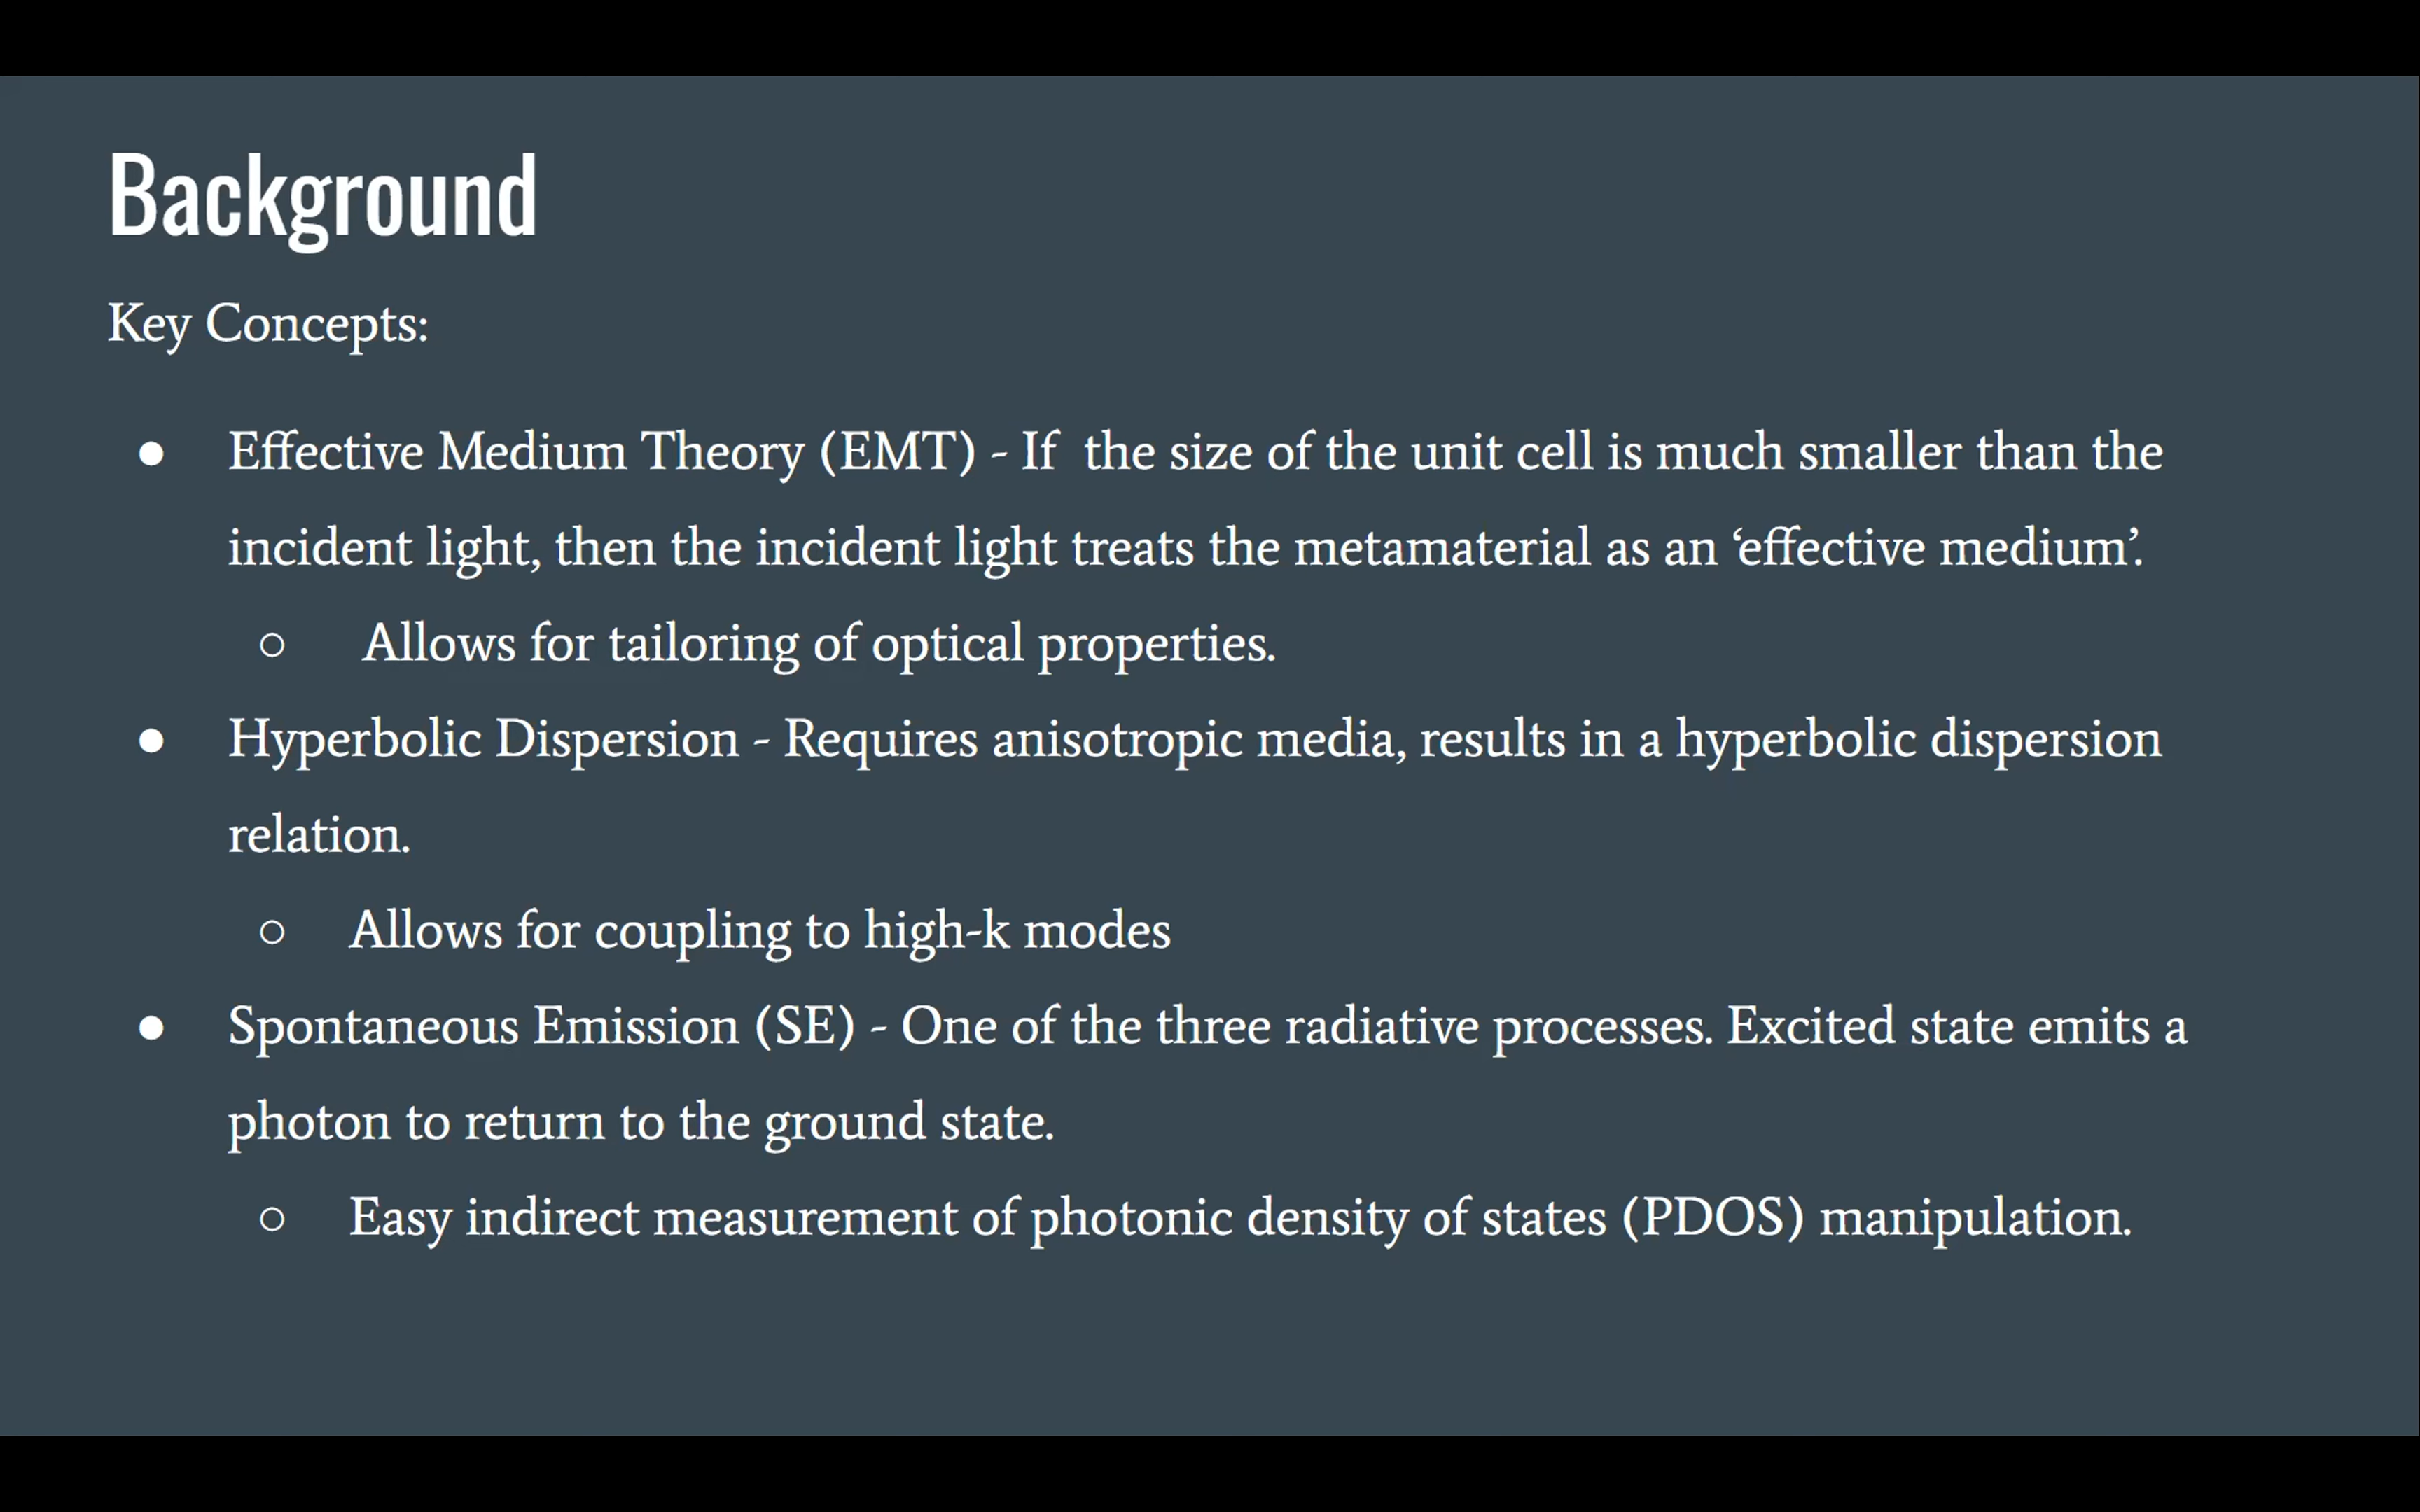 Background
Key Concepts:
● Effective Medium Theory (EMT) - If  the size of the unit cell is much smaller than the
incident light, then the incident light treats the metamaterial as an ‘effective medium’.
○ Allows for tailoring of optical properties.
● Hyperbolic Dispersion - Requires anisotropic media, results in a hyperbolic dispersion
relation.
○ Allows for coupling to high-k modes
● Spontaneous Emission (SE) - One of the three radiative processes. Excited state emits a
photon to return to the ground state.
○ Easy indirect measurement of photonic density of states (PDOS) manipulation.